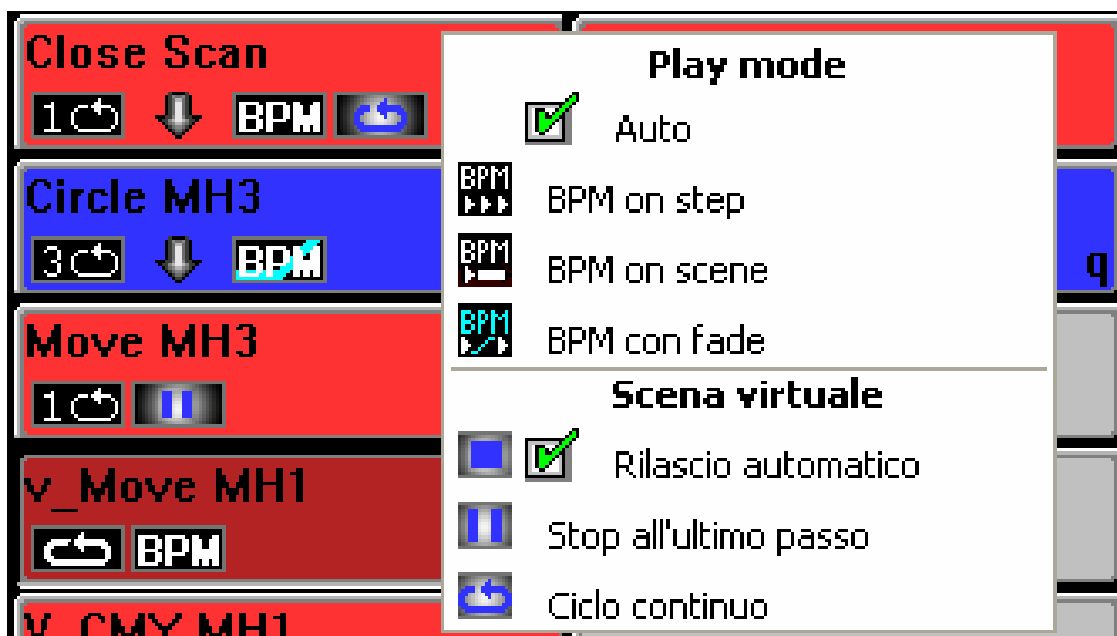 Close Scan
1 BPM
Circle MH3
3 BPM
q
Move MH3
1
v_Move MH1
BPM
V_CMY MH1
Play mode
Auto
BPM
BPM on step
BPM
BPM on scene
BPM
BPM con fade
Scena virtuale
Rilascio automatico
Stop all'ultimo passo
Ciclo continuo